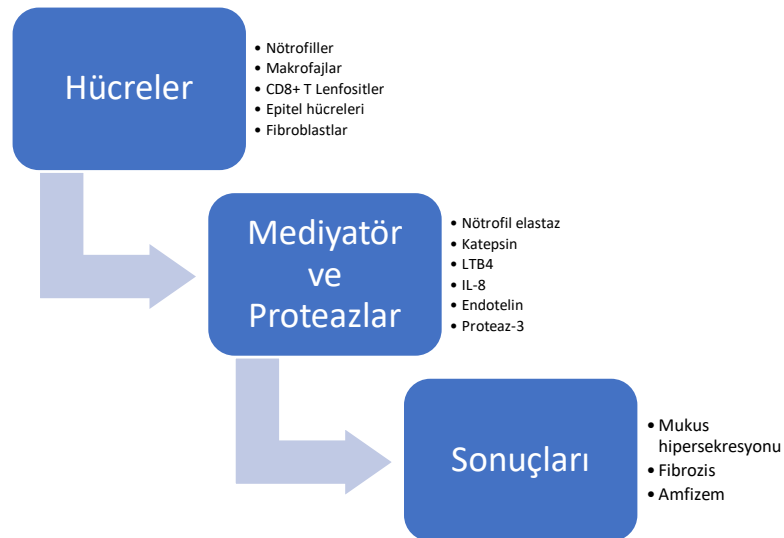 Hücreler
• Nötrofiller
• Makrofajlar
• CD8+ T Lenfositler
• Epitel hücreleri
• Fibroblastlar
Mediyatör
ve
Proteazlar
• Nötrofil elastaz
• Katepsin
• LTB4
• IL-8
• Endotelin
• Proteaz-3
Sonuçları
• Mukus
hipersekresyonu
• Fibrozis
• Amfizem